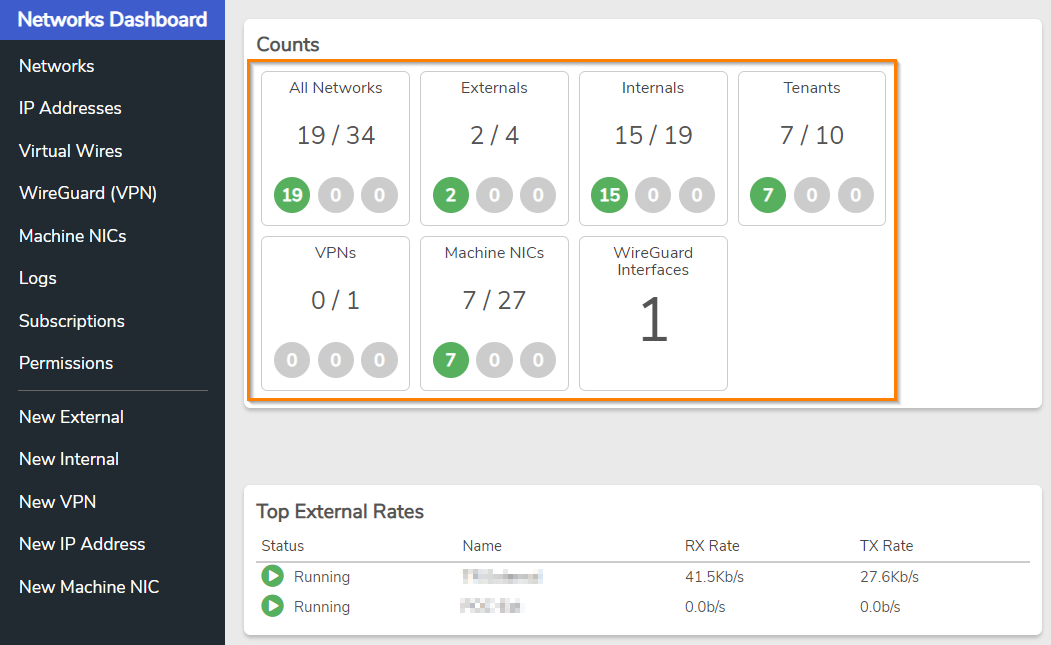 Networks Dashboard
Networks
IP Addresses
Virtual Wires
WireGuard (VPN)
Machine NICs
Logs
Subscriptions
Permissions
New External
New Internal
New VPN
New IP Address
New Machine NIC
Counts
All Networks
19 / 34
19 0 0
Externals
2 / 4
2 0 0
Internals
15 / 19
15 0 0
Tenants
7 / 10
7 0 0
VPNs
0 / 1
0 0 0
Machine NICs
7 / 27
7 0 0
WireGuard
Interfaces
1
Top External Rates
Status Name RX Rate TX Rate
Running 41.5Kb/s 27.6Kb/s
Running 0.0b/s 0.0b/s